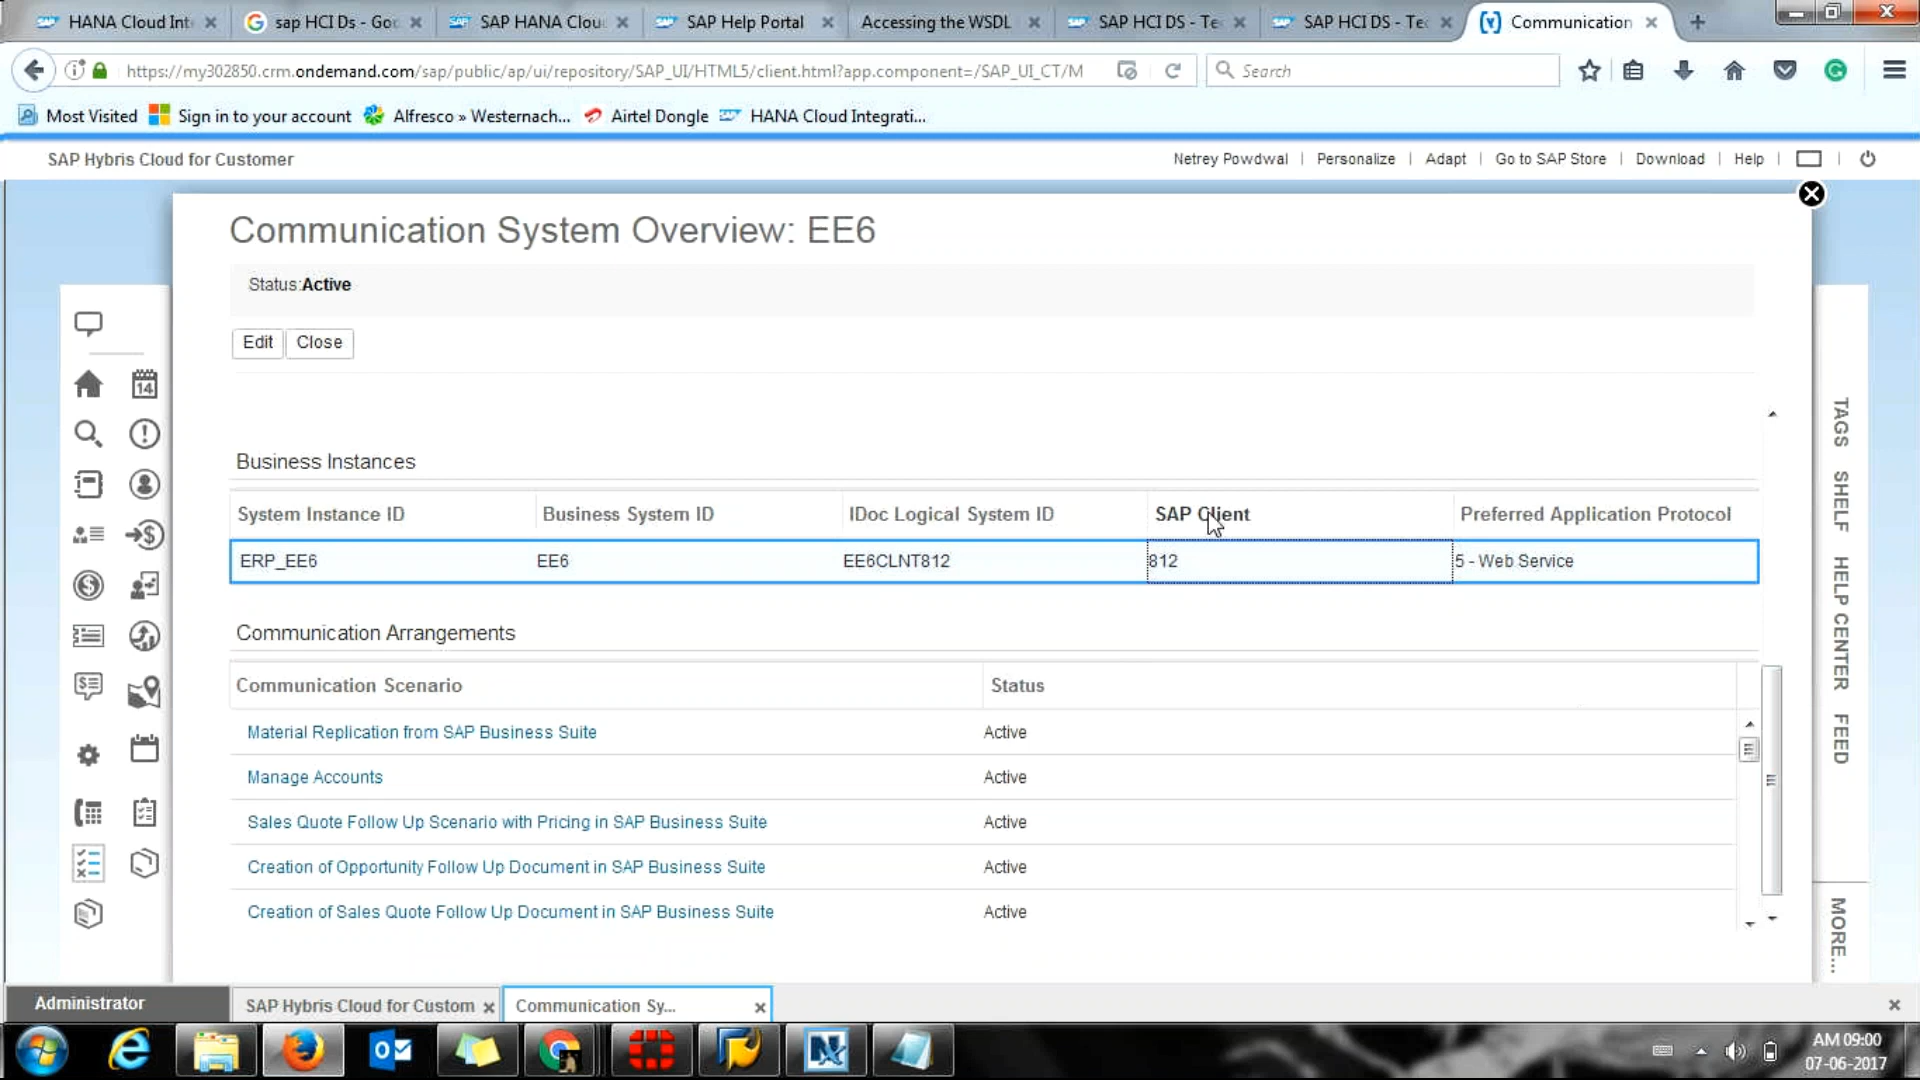 HANA Cloud Int
sap HCI Ds - Go
SAP HANA Clou
SAP Help Portal
Accessing the WSDL
SAP HCI DS - Te
SAP HCI DS - Te
Communication
https://my302850.crm.ondemand.com/sap/public/ap/ui/repository/SAP_UI/HTML5/client.html?app.component=/SAP_UI_CT/M
Search
Most Visited
Sign in to your account
Alfresco » Westernach...
Airtel Dongle
HANA Cloud Integrati...
SAP Hybris Cloud for Customer
Netrey Powdwal | Personalize | Adapt | Go to SAP Store | Download | Help
Communication System Overview: EE6
Status:Active
Edit Close
14
Business Instances
System Instance ID Business System ID IDoc Logical System ID SAP Client Preferred Application Protocol
ERP_EE6 EE6 EE6CLNT812 812 5 - Web Service
Communication Arrangements
Communication Scenario Status
Material Replication from SAP Business Suite Active
Manage Accounts Active
Sales Quote Follow Up Scenario with Pricing in SAP Business Suite Active
Creation of Opportunity Follow Up Document in SAP Business Suite Active
Creation of Sales Quote Follow Up Document in SAP Business Suite Active
TAGS
SHELF
HELP CENTER
FEED
MORE...
Administrator
SAP Hybris Cloud for Custom
Communication Sy...
AM 09:00
07-06-2017